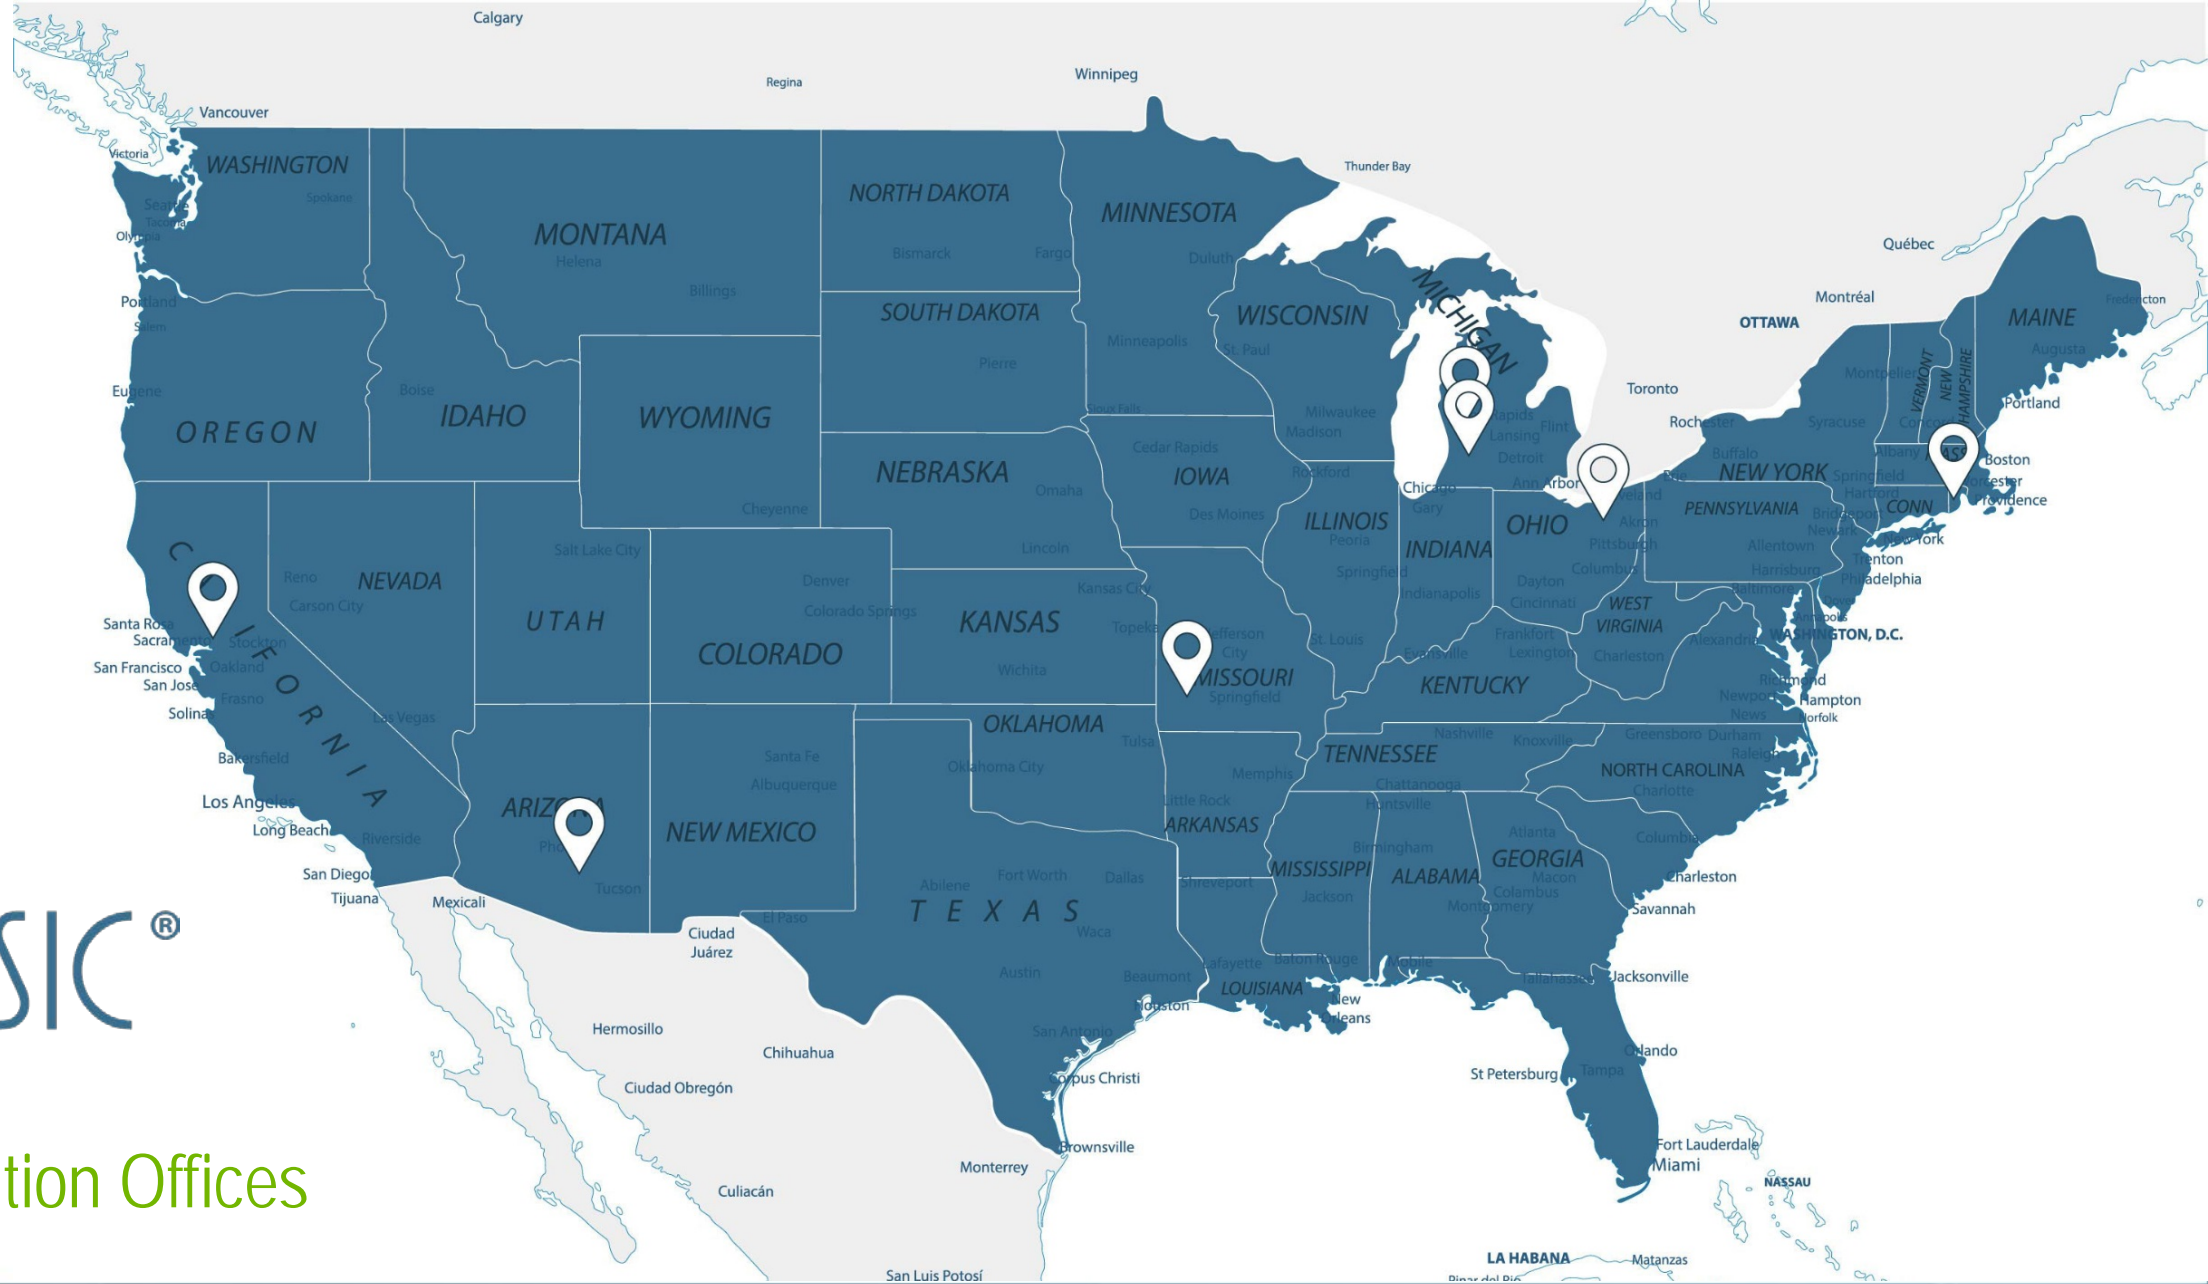 Calgary
Winnipeg
Regina
Vancouver
Victoria
WASHINGTON
Spokane
Seattle
Tacoma
Olympia
Thunder Bay
NORTH DAKOTA
MINNESOTA
MONTANA
Helena
Bismarck
Fargo
Duluth
Québec
Billings
Portland
Salem
SOUTH DAKOTA
WISCONSIN
MICHIGAN
Montréal
OTTAWA
MAINE
Fredericton
Minneapolis
St. Paul
Augusta
Pierre
Eugene
Boise
OREGON
IDAHO
WYOMING
Sioux Falls
Milwaukee
Madison
Rapids
Lansing
Flint
Detroit
Toronto
Rochester
Syracuse
Montpelier
VERMONT
NEW
HAMPSHIRE
Portland
Cedar Rapids
IOWA
NEBRASKA
Omaha
Rockford
Chicago
Gary
Ann Arbor
Erie
Buffalo
NEW YORK
Albany
MASS
Boston
Springfield
Hartford
Worcester
Providence
Cheyenne
Des Moines
ILLINOIS
Peoria
OHIO
Akron
PENNSYLVANIA
Bridgeport
CONN
Newark
New York
Salt Lake City
Lincoln
INDIANA
Pittsburgh
Allentown
Trenton
CALIFORNIA
Reno
NEVADA
Carson City
Denver
Kansas City
Springfield
Indianapolis
Dayton
Columbus
Cincinnati
Harrisburg
Philadelphia
Baltimore
Dover
Annapolis
UTAH
Colorado Springs
KANSAS
Topeka
Jefferson
City
St. Louis
WEST
VIRGINIA
Alexandria
WASHINGTON, D.C.
Santa Rosa
Sacramento
Stockton
San Francisco
Oakland
San Jose
Frasno
Solinas
COLORADO
Wichita
MISSOURI
Springfield
Evansville
Frankfort
Lexington
Charleston
KENTUCKY
Richmond
Newport
News
Hampton
Norfolk
Las Vegas
OKLAHOMA
Tulsa
TENNESSEE
Nashville
Knoxville
Greensboro
Durham
Raleigh
Bakersfield
Santa Fe
Albuquerque
Oklahoma City
Memphis
Chattanooga
NORTH CAROLINA
Charlotte
Los Angeles
Long Beach
Riverside
ARIZONA
NEW MEXICO
Little Rock
ARKANSAS
Huntsville
Atlanta
Columbia
San Diego
Tijuana
Mexicali
Tucson
Abilene
Fort Worth
Dallas
Shreveport
MISSISSIPPI
Jackson
Birmingham
ALABAMA
Montgomery
GEORGIA
Macon
Colambus
Charleston
Savannah
El Paso
TEXAS
Waca
Ciudad
Juárez
SIC®
Austin
Beaumont
Lafayette
Baton Rouge
Mobile
Tallahassee
Jacksonville
LOUISIANA
New
Orleans
Houston
San Antonio
Hermosillo
Chihuahua
Ciudad Obregón
Corpus Christi
Orlando
St Petersburg
Tampa
Brownsville
Monterrey
Fort Lauderdale
Miami
NASSAU
Culiacán
tion Offices
LA HABANA
Matanzas
San Luis Potosí
Pinar del Río